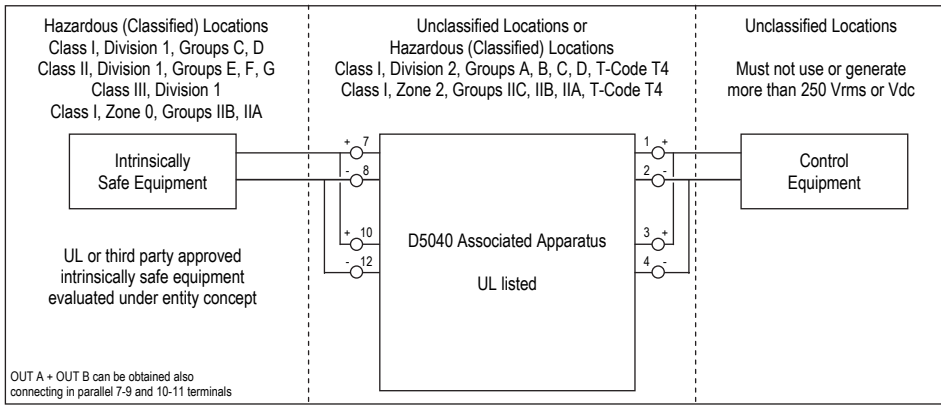 Hazardous (Classified) Locations
Class I, Division 1, Groups C, D
Class II, Division 1, Groups E, F, G
Class III, Division 1
Class I, Zone 0, Groups IIB, IIA
Unclassified Locations or
Hazardous (Classified) Locations
Class I, Division 2, Groups A, B, C, D, T-Code T4
Class I, Zone 2, Groups IIC, IIB, IIA, T-Code T4
Unclassified Locations
Must not use or generate
more than 250 Vrms or Vdc
Intrinsically
Safe Equipment
+ 7
- 8
+ 10
- 12
D5040 Associated Apparatus
UL listed
1 +
2 -
3 +
4 -
Control
Equipment
UL or third party approved
intrinsically safe equipment
evaluated under entity concept
OUT A + OUT B can be obtained also
connecting in parallel 7-9 and 10-11 terminals